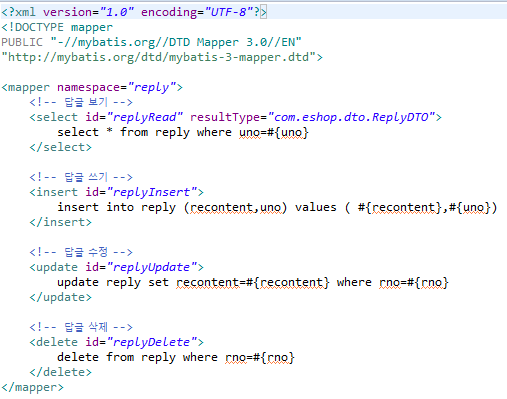 <?xml version="1.0" encoding="UTF-8"?>
<!DOCTYPE mapper
PUBLIC "-//mybatis.org//DTD Mapper 3.0//EN"
"http://mybatis.org/dtd/mybatis-3-mapper.dtd">
<mapper namespace="reply">
<!-- 답글 보기 -->
<select id="replyRead" resultType="com.eshop.dto.ReplyDTO">
select * from reply where uno=#{uno}
</select>
<!-- 답글 쓰기 -->
<insert id="replyInsert">
insert into reply (recontent,uno) values ( #{recontent},#{uno})
</insert>
<!-- 답글 수정 -->
<update id="replyUpdate">
update reply set recontent=#{recontent} where rno=#{rno}
</update>
<!-- 답글 삭제 -->
<delete id="replyDelete">
delete from reply where rno=#{rno}
</delete>
</mapper>